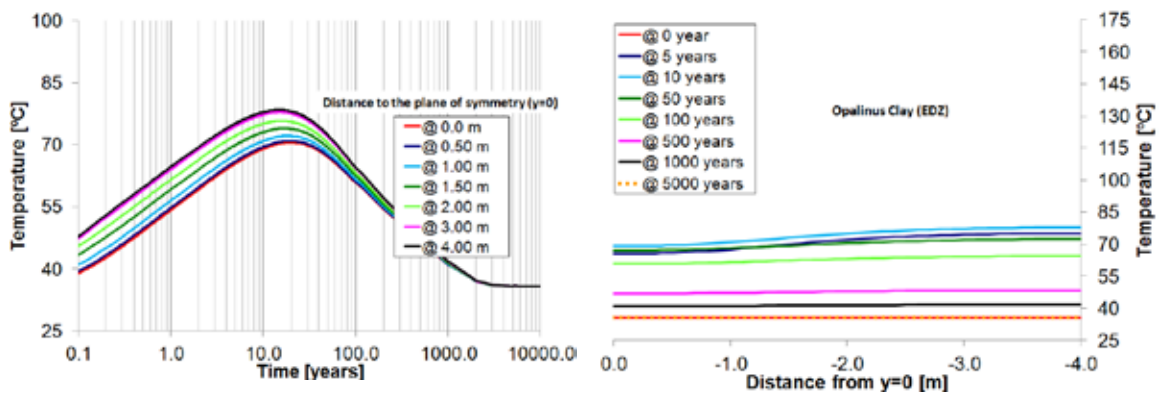 100
85
70
55
40
25
Temperature [ºC]
Distance to the plane of symmetry (y=0)
@ 0.0 m
@ 0.50 m
@ 1.00 m
@ 1.50 m
@ 2.00 m
@ 3.00 m
@ 4.00 m
0.1 1.0 10.0 100.0 1000.0 10000.0
Time [years]
@ 0 year
@ 5 years
@ 10 years
@ 50 years
@ 100 years
@ 500 years
@ 1000 years
@ 5000 years
Opalinus Clay (EDZ)
175
160
145
130
115
100
85
70
55
40
25
Temperature [ºC]
0.0 -1.0 -2.0 -3.0 -4.0
Distance from y=0 [m]